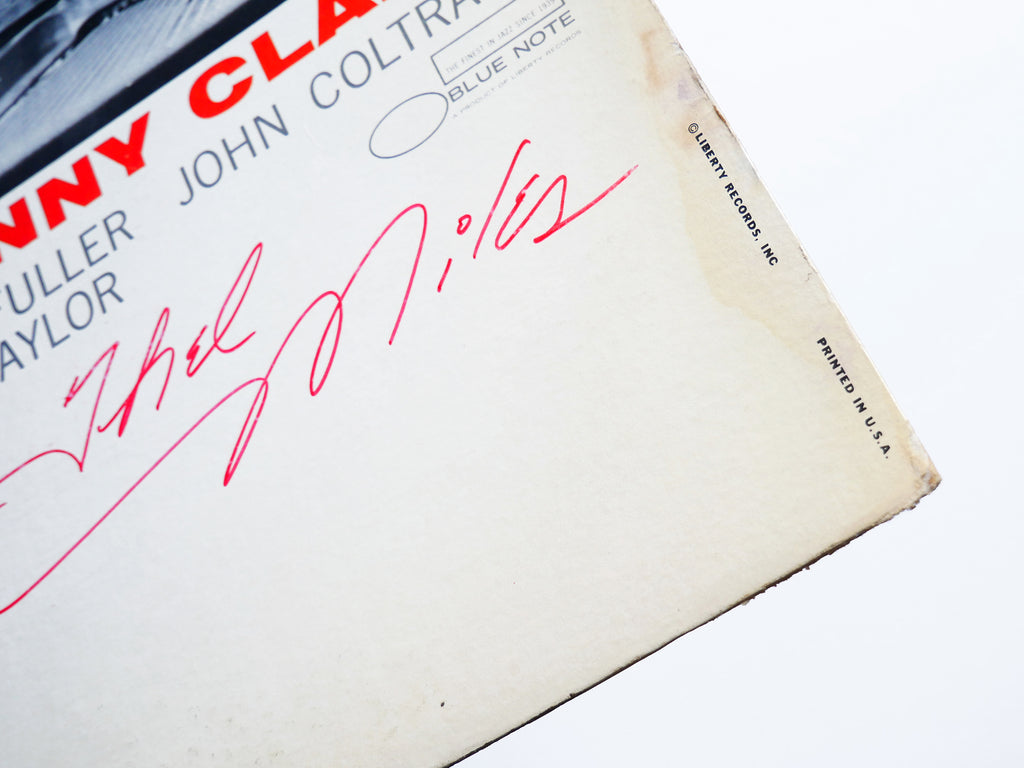 NNY CLA
JOHN COLTRA
FULLER
AYLOR
THE FINEST IN JAZZ SINCE 1939
BLUE NOTE
A PRODUCT OF LIBERTY RECORDS
© LIBERTY RECORDS, INC
PRINTED IN U.S.A.